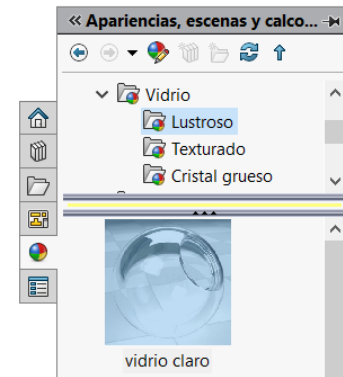 Apariencias, escenas y calco...
Vidrio
Lustroso
Texturado
Cristal grueso
vidrio claro